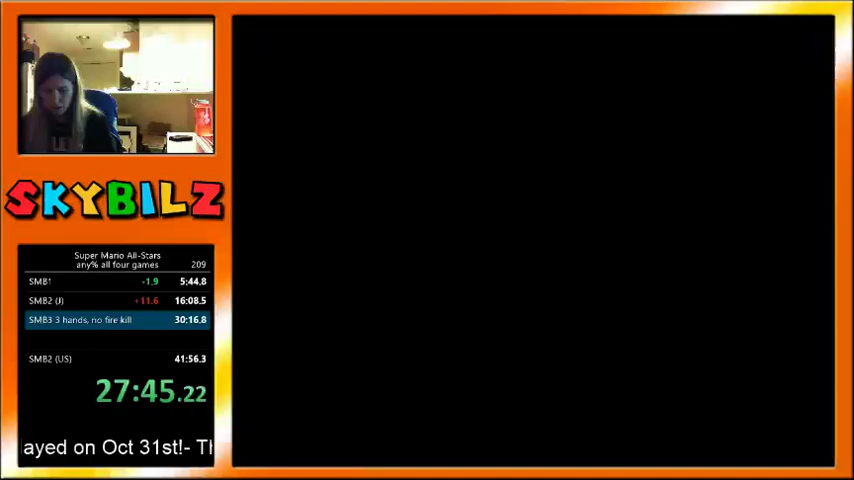 SKYBILZ
Super Mario All-Stars
any% all four games 209
SMB1 -1.9 5:44.8
SMB2 (J) +11.6 16:08.5
SMB3 3 hands, no fire kill 30:16.8
SMB2 (US) 41:56.3
27:45.22
ayed on Oct 31st!- Th